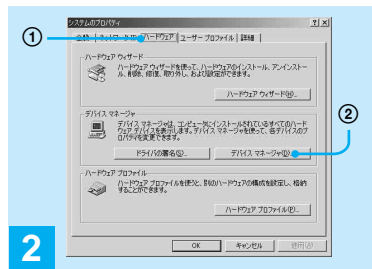 システムのプロパティ
全般 ネットワーク ID ハードウェア ユーザー プロファイル 詳細
①
ハードウェア ウィザード
ハードウェア ウィザードを使って、ハードウェアのインストール、アンインストール、削除、修復、取り外し、および設定ができます。
ハードウェア ウィザード(H)...
デバイス マネージャ
デバイス マネージャは、コンピュータにインストールされているすべてのハードウェア デバイスを表示します。デバイス マネージャを使って、各デバイスのプロパティを変更できます。
②
ドライバの署名(S)... デバイス マネージャ(D)...
ハードウェア プロファイル
ハードウェア プロファイルを使うと、別のハードウェアの構成を設定し、格納することができます。
ハードウェア プロファイル(P)...
OK キャンセル 適用(A)
2